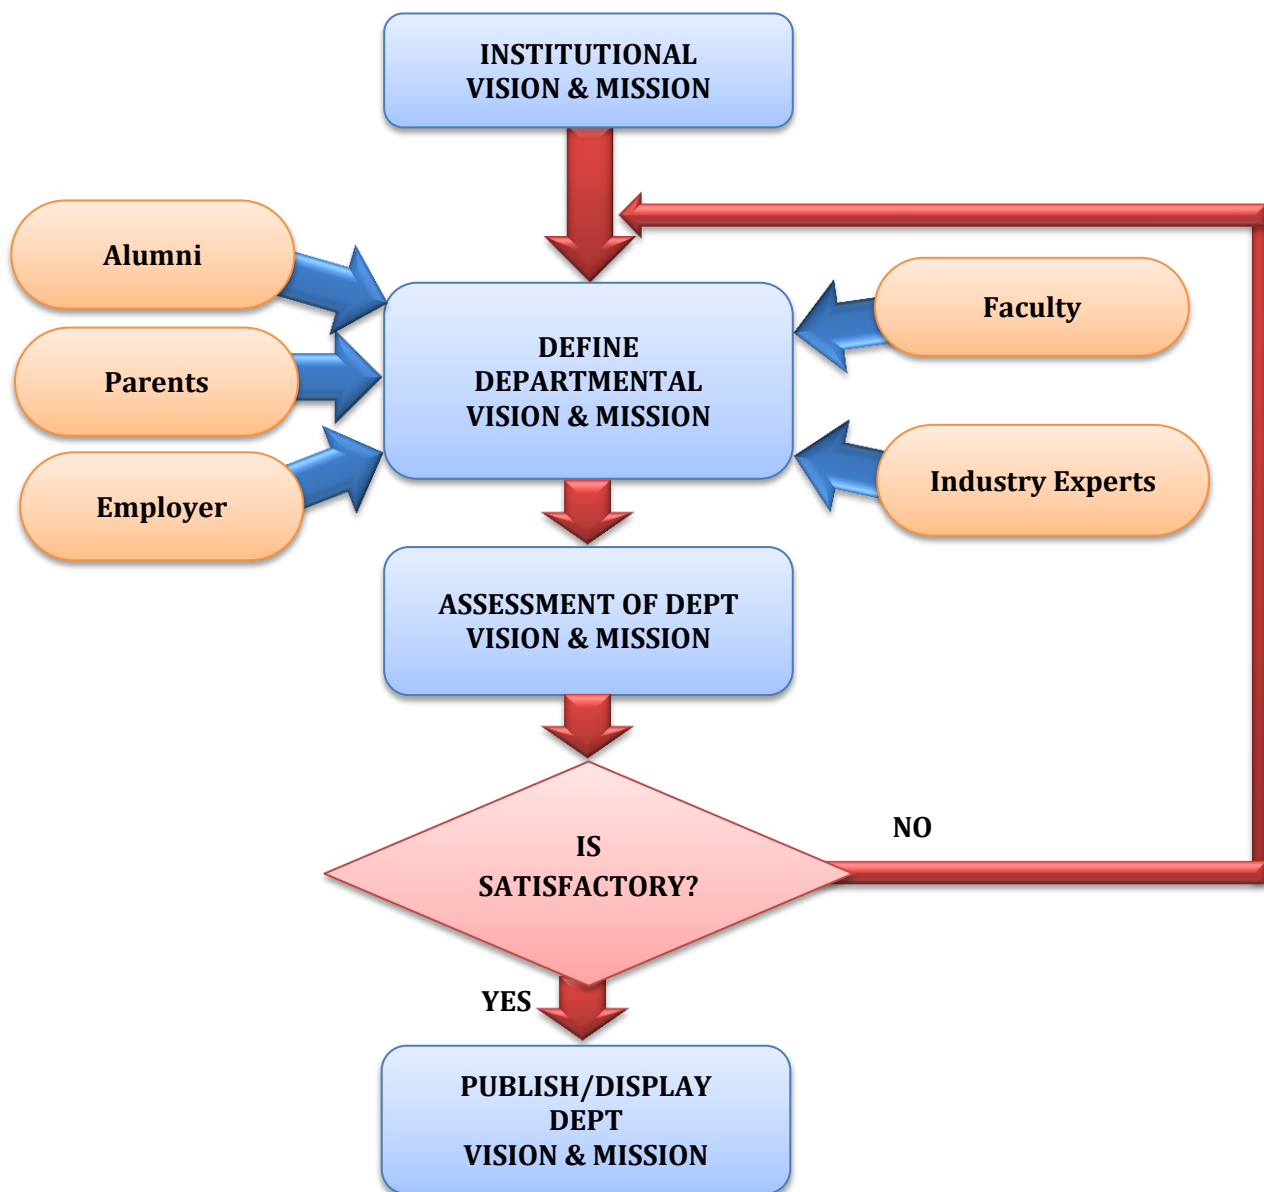 INSTITUTIONAL
VISION & MISSION
Alumni
Parents
Employer
DEFINE
DEPARTMENTAL
VISION & MISSION
Faculty
Industry Experts
ASSESSMENT OF DEPT
VISION & MISSION
IS
SATISFACTORY?
NO
YES
PUBLISH/DISPLAY
DEPT
VISION & MISSION